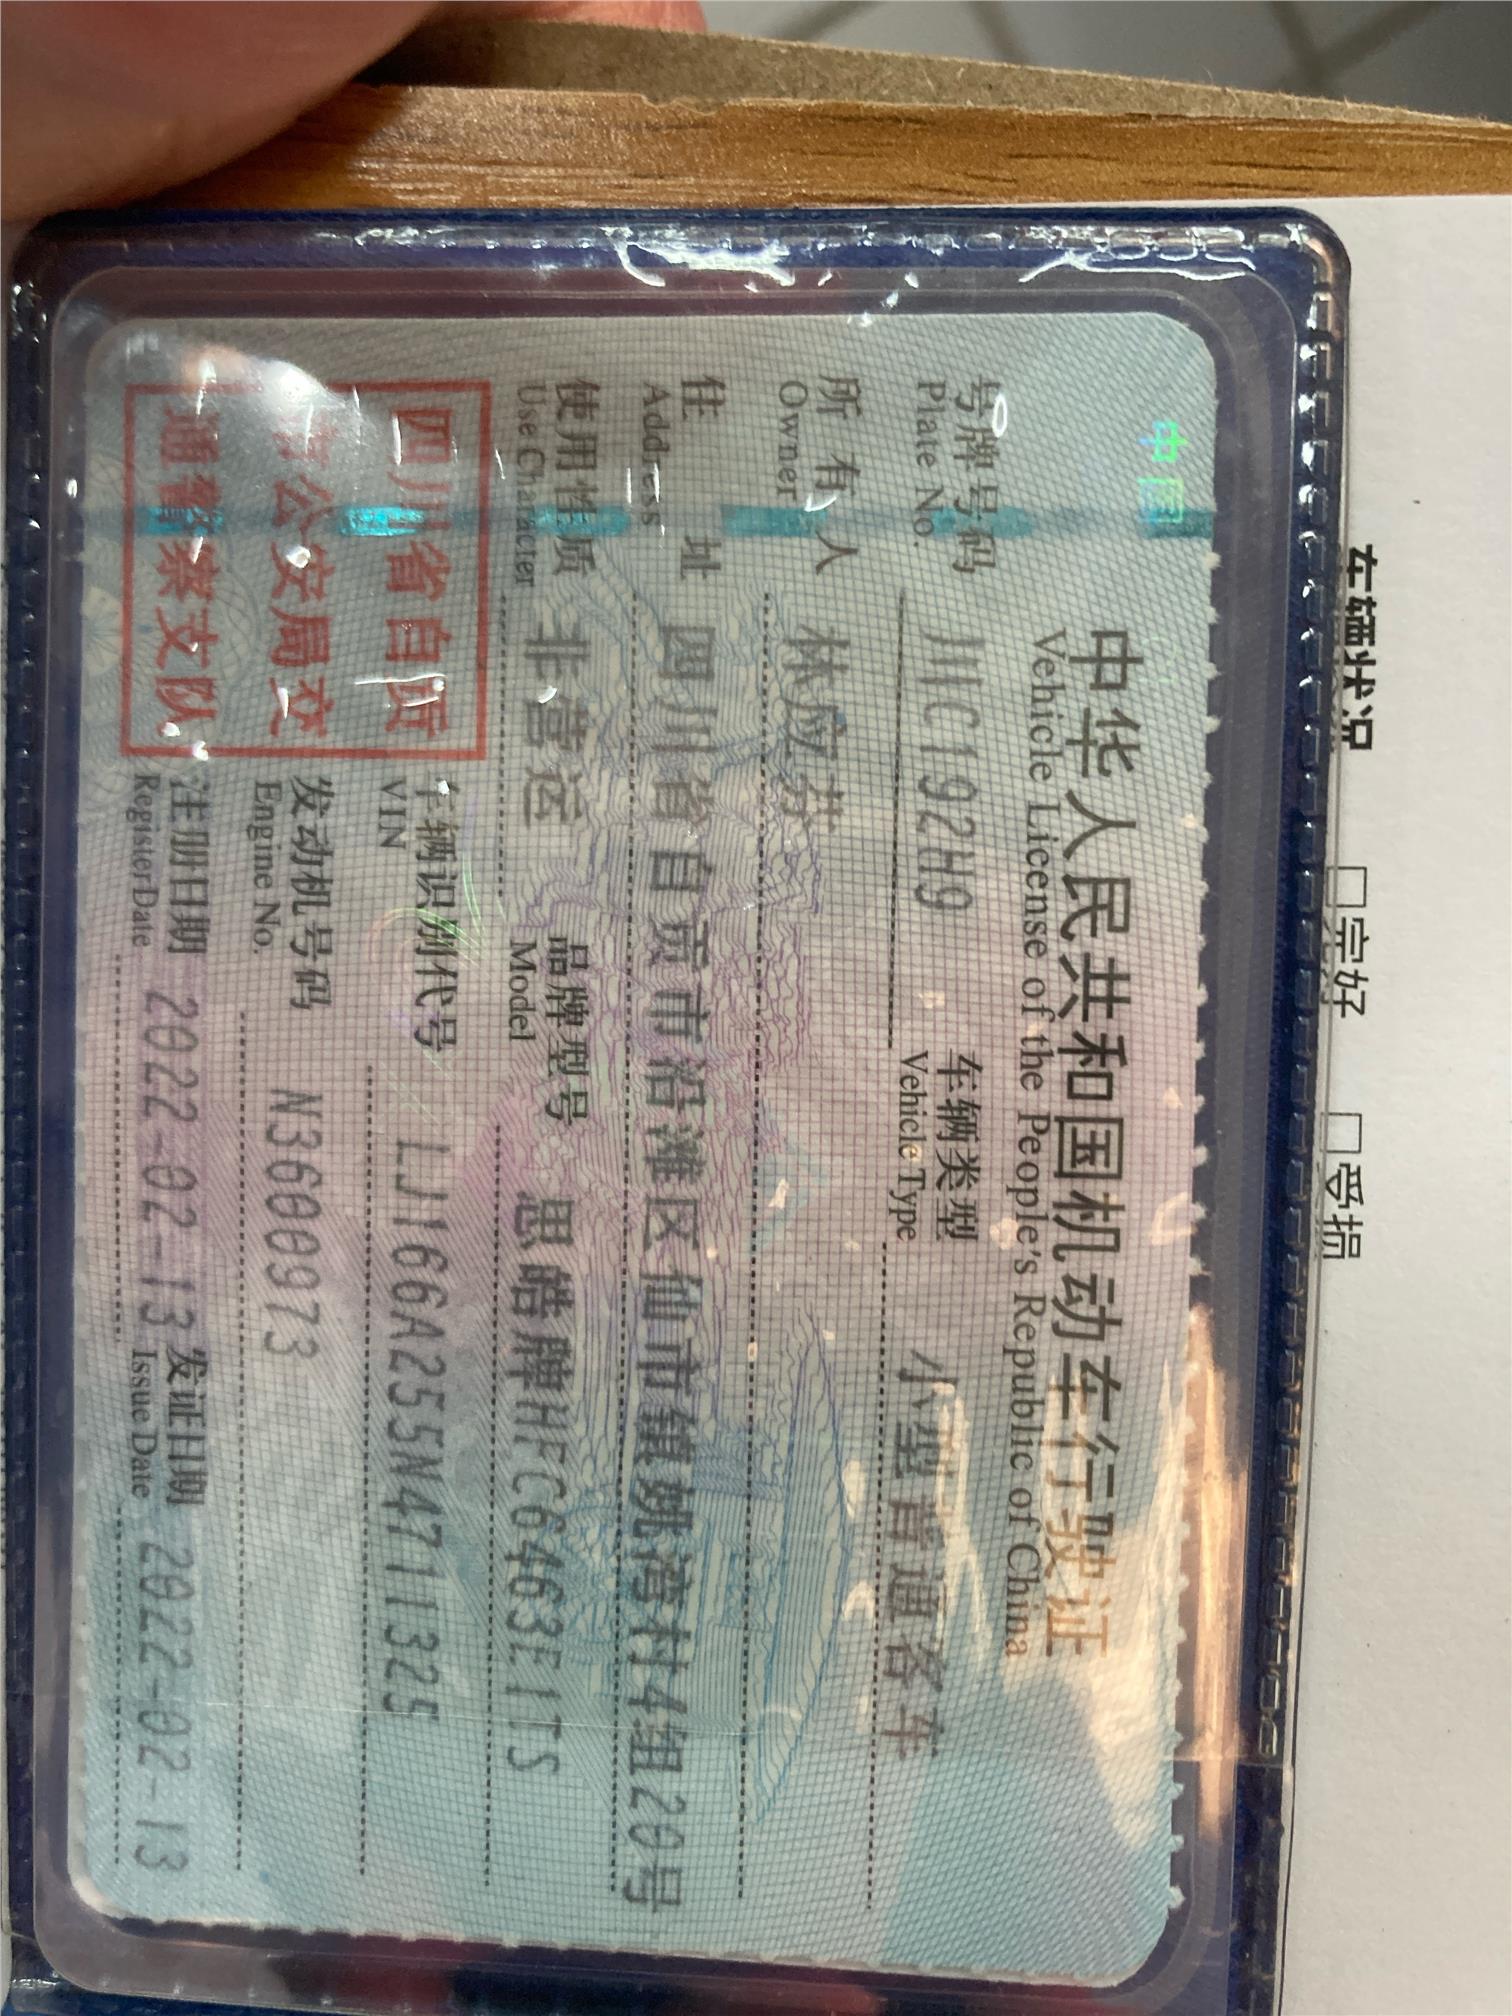 中国
中华人民共和国机动车行驶证
Vehicle License of the People's Republic of China
号牌号码 川C192H9 车辆类型 小型普通客车
Plate No. Vehicle Type
所有人 林应芬
Owner
住址 四川省自贡市沿滩区仙市镇姚湾村4组20号
Address
使用性质 非营运 品牌型号 思皓牌HFC6463E1TS
Use Character Model
四川省自贡
市公安局交
通警察支队
车辆识别代号 LJ166A255N4711325
VIN
发动机号码 N3600973
Engine No.
注册日期 2022-02-13 发证日期 2022-02-13
Register Date Issue Date
车辆状况 □完好 □受损